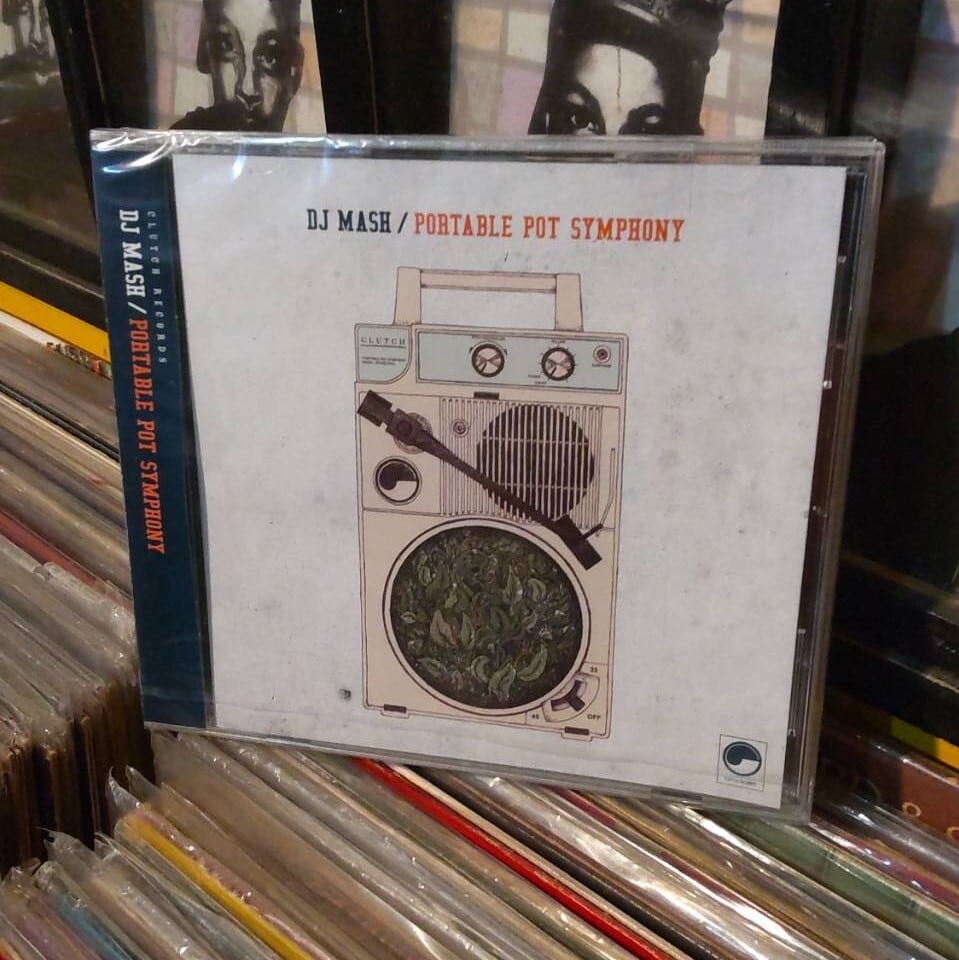 DJ MASH / PORTABLE POT SYMPHONY
CLUTCH RECORDS
DJ MASH / PORTABLE POT SYMPHONY
CLUTCH
33
45
OFF